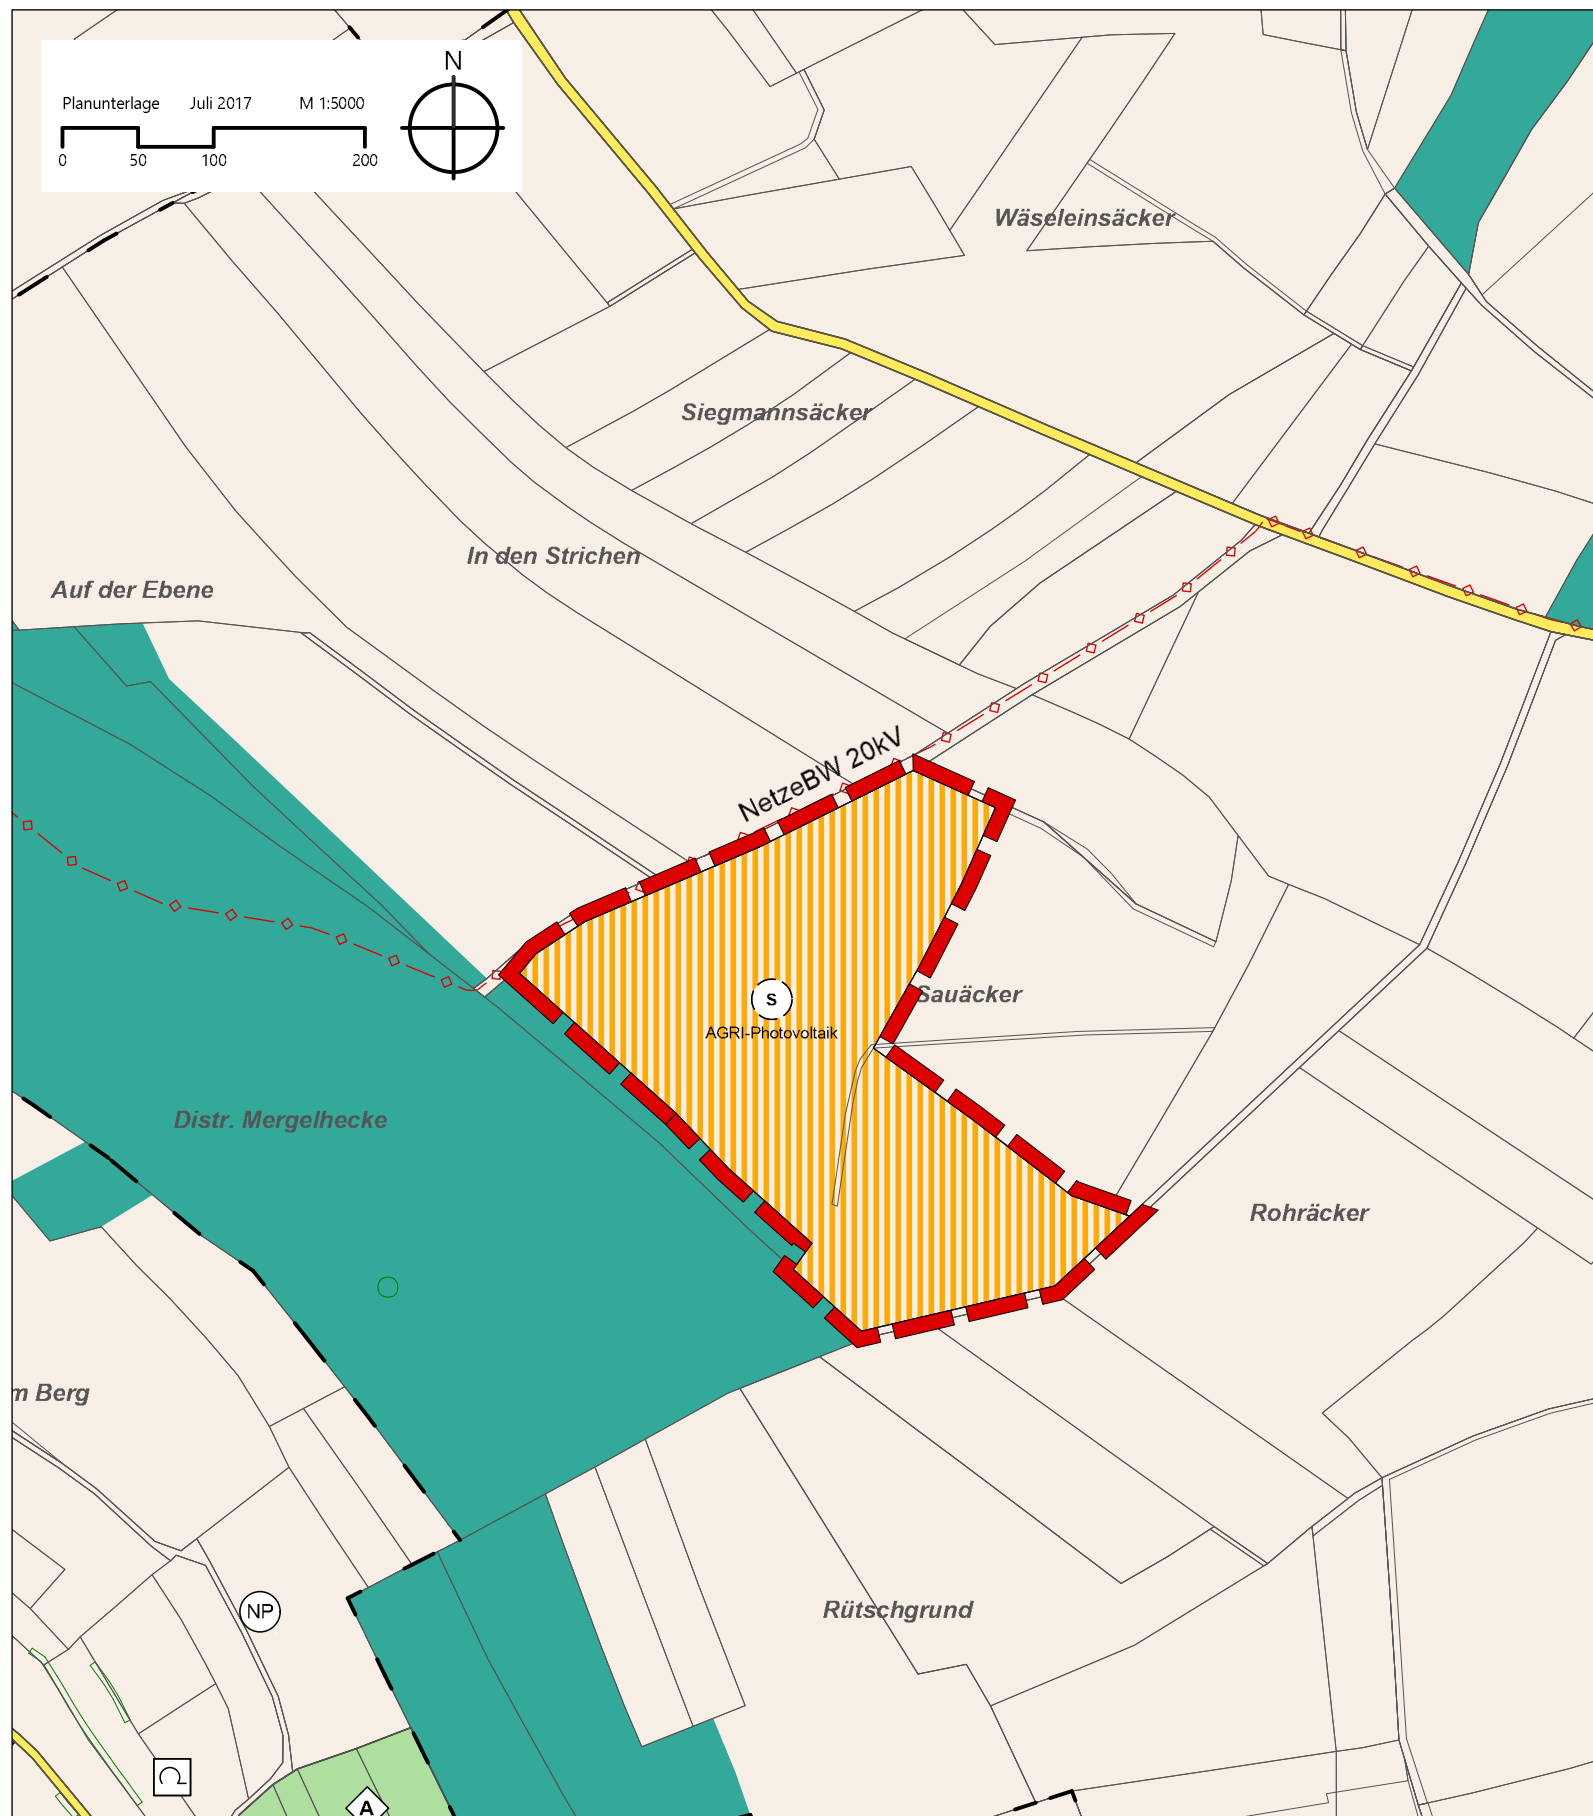 N
Planunterlage Juli 2017 M 1:5000
0 50 100 200
Wäseleinsäcker
Siegmannsäcker
In den Strichen
Auf der Ebene
NetzeBW 20kV
S
Sauäcker
AGRI-Photovoltaik
Distr. Mergelhecke
Rohräcker
m Berg
NP
Rütschgrund
A